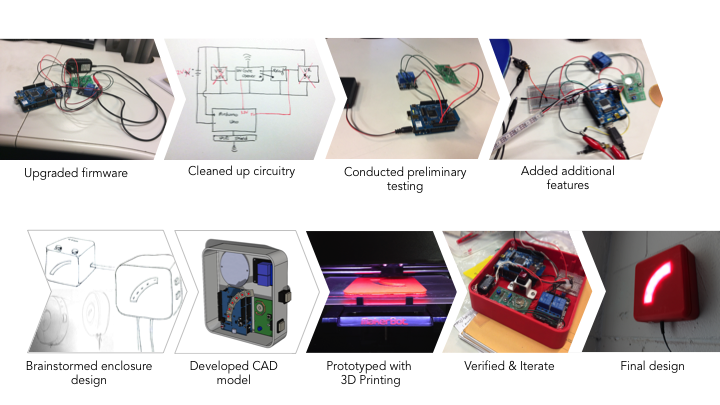 Upgraded firmware
Cleaned up circuitry
Conducted preliminary
testing
Added additional
features
Brainstormed enclosure
design
Developed CAD
model
Prototyped with
3D Printing
Verified & Iterate
Final design